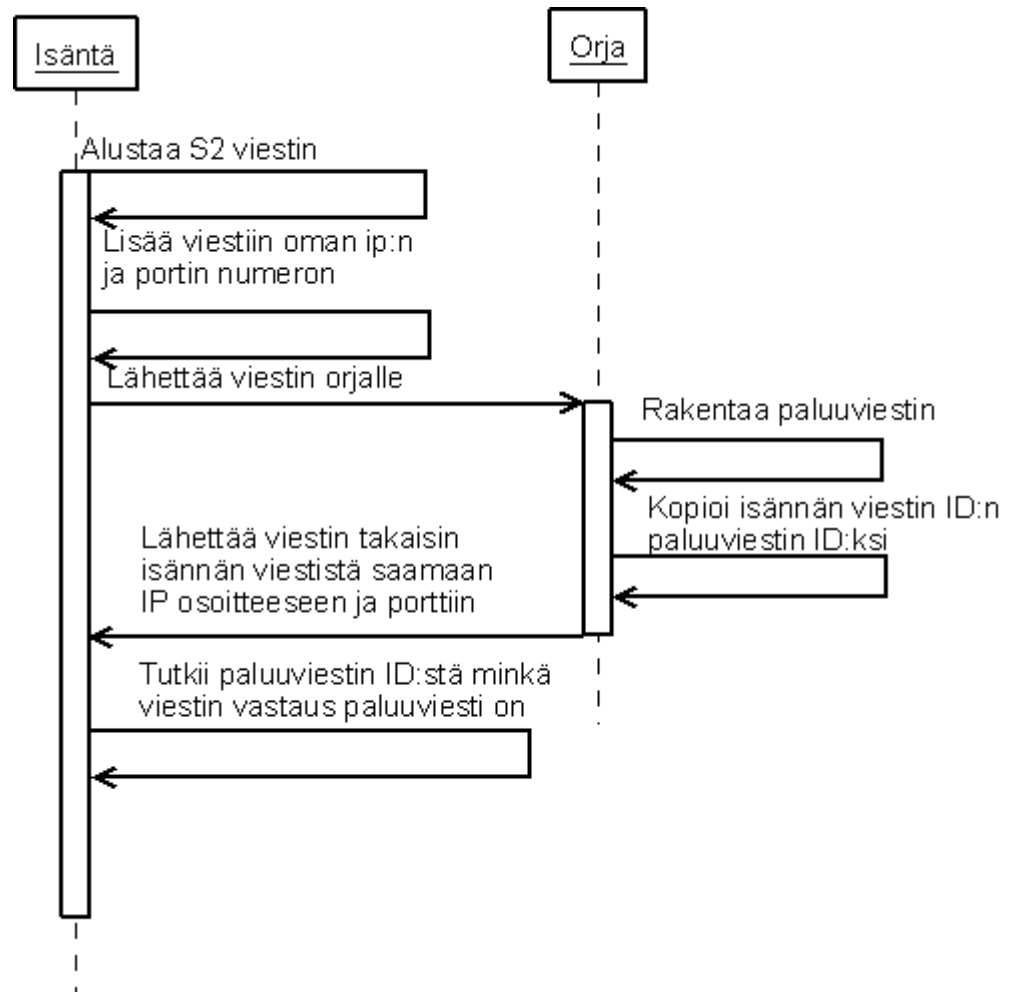 Isäntä
Orja
Alustaa S2 viestin
Lisää viestiin oman ip:n
ja portin numeron
Lähettää viestin orjalle
Rakentaa paluuviestin
Kopioi isännän viestin ID:n
paluuviestin ID:ksi
Lähettää viestin takaisin
isännän viestistä saamaan
IP osoitteeseen ja porttiin
Tutkii paluuviestin ID:stä minkä
viestin vastaus paluuviesti on